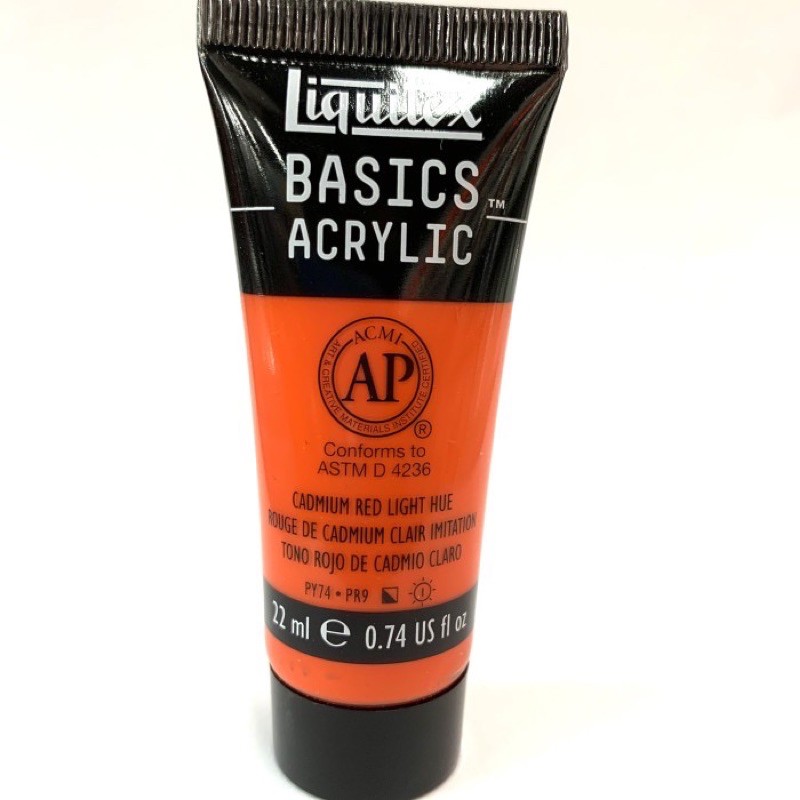 Liquitex
BASICS™
ACRYLIC
ACMI
AP
ART & CREATIVE MATERIALS INSTITUTE CERTIFIED
®
Conforms to
ASTM D 4236
CADMIUM RED LIGHT HUE
ROUGE DE CADMIUM CLAIR IMITATION
TONO ROJO DE CADMIO CLARO
PY74 • PR9 I
22 ml ℮ 0.74 US fl oz